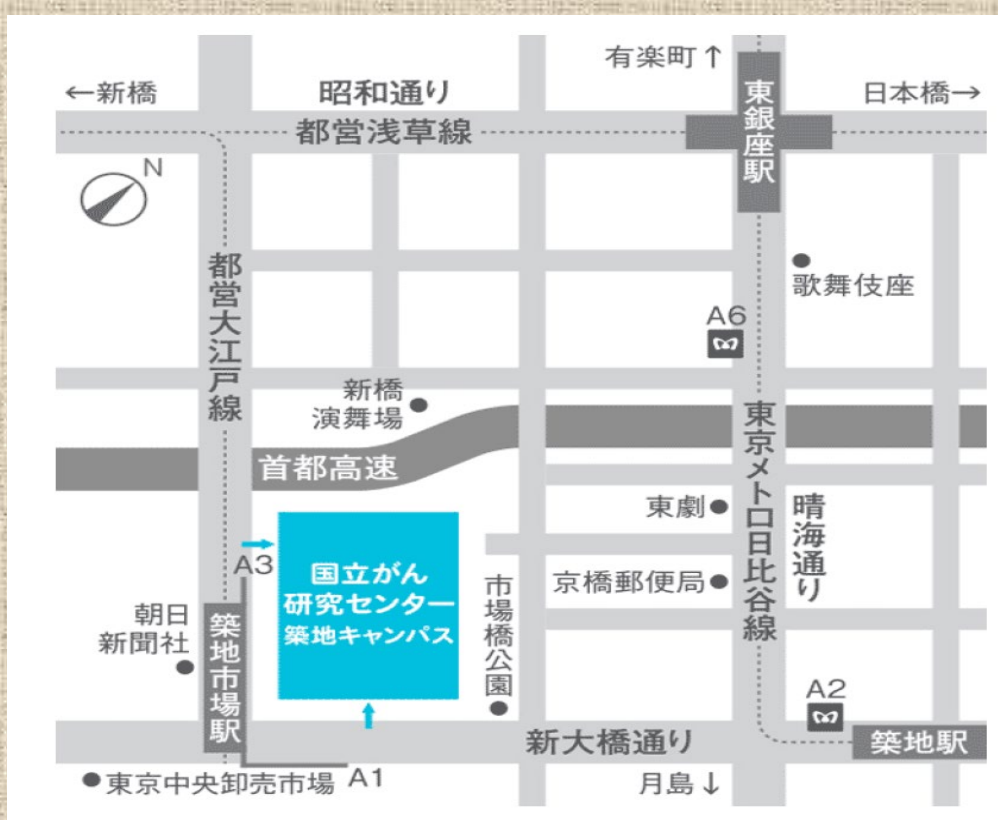 有楽町↑
←新橋
昭和通り
日本橋→
都営浅草線
東銀座駅
N
都営大江戸線
歌舞伎座
A6
新橋
演舞場
首都高速
東京メトロ日比谷線
晴海通り
東劇
A3
国立がん
研究センター
築地キャンパス
京橋郵便局
市場橋公園
朝日
新聞社
築地市場駅
A2
新大橋通り
築地駅
東京中央卸売市場
A1
月島↓